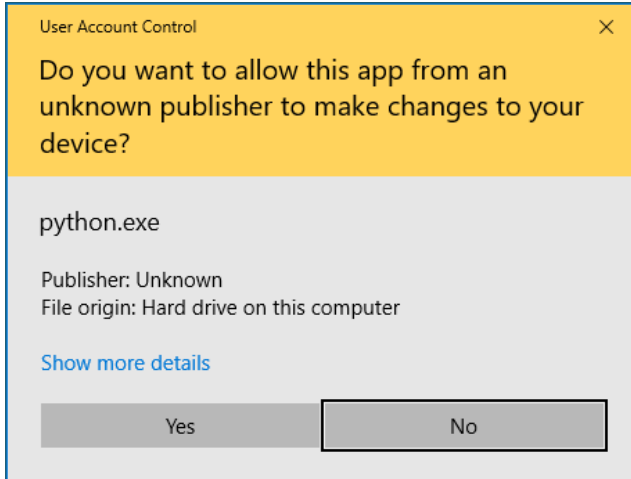 User Account Control
Do you want to allow this app from an
unknown publisher to make changes to your
device?
python.exe
Publisher: Unknown
File origin: Hard drive on this computer
Show more details
Yes
No